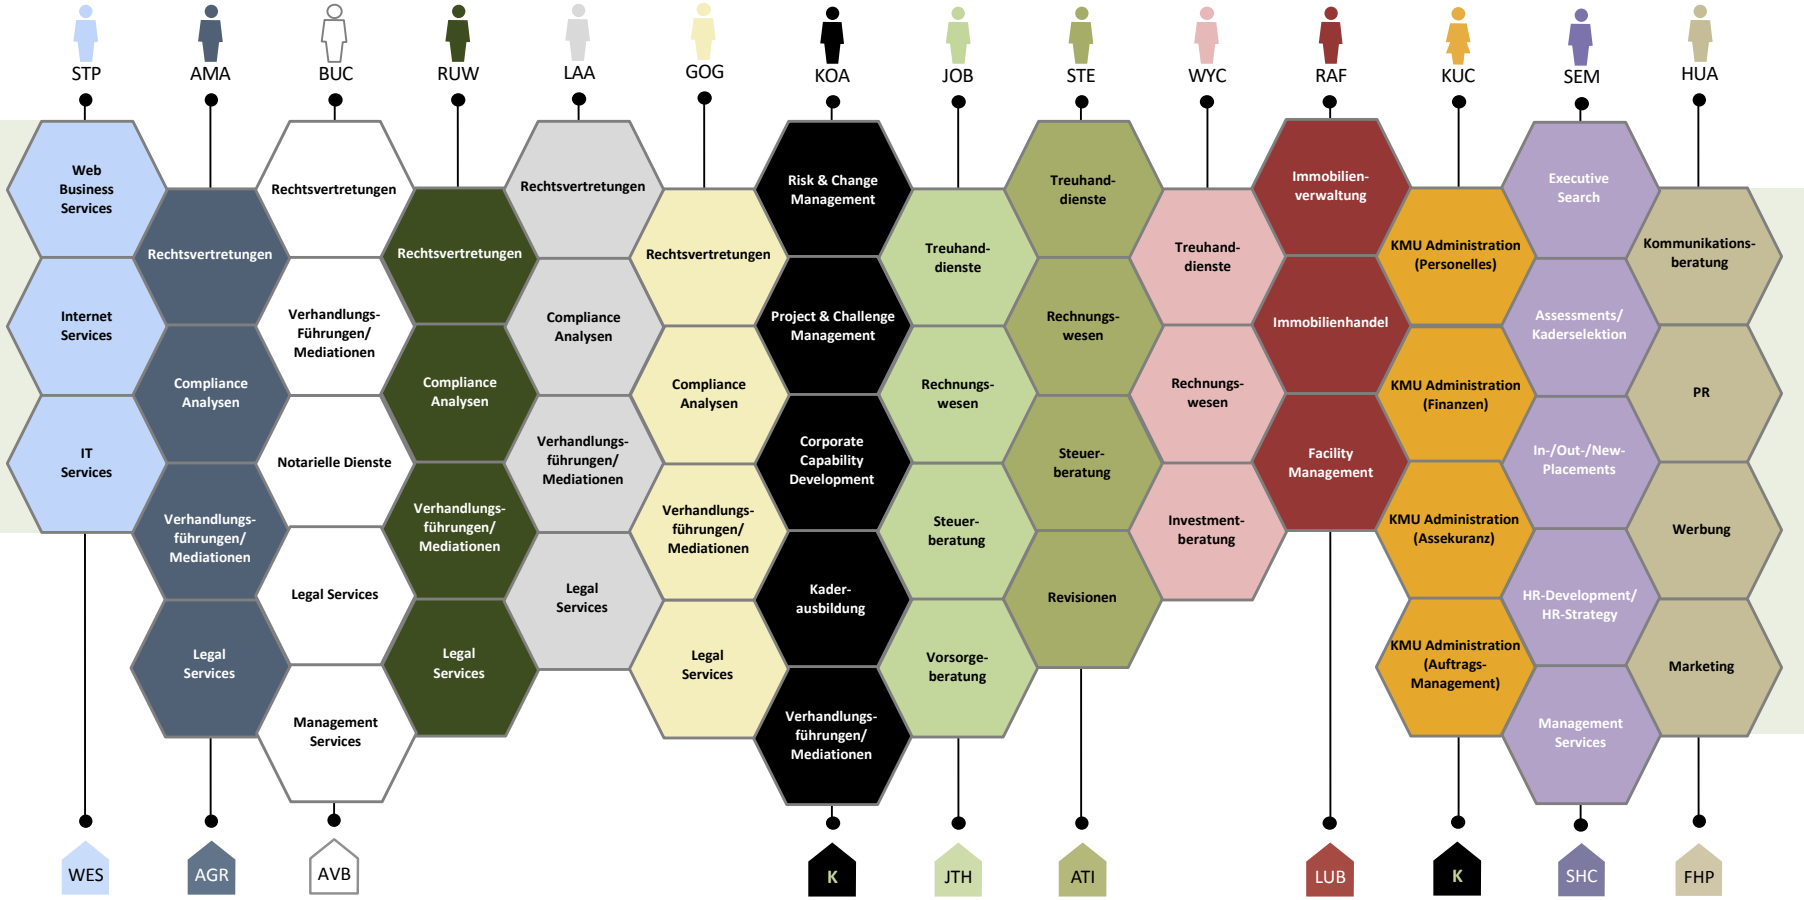 STP
AMA
BUC
RUW
LAA
GOG
KOA
JOB
STE
WYC
RAF
KUC
SEM
HUA
Web
Business
Services
Internet
Services
IT
Services
Rechtsvertretungen
Compliance
Analysen
Verhandlungs-
führungen/
Mediationen
Legal
Services
Rechtsvertretungen
Verhandlungs-
Führungen/
Mediationen
Notarielle Dienste
Legal Services
Management
Services
Rechtsvertretungen
Compliance
Analysen
Verhandlungs-
führungen/
Mediationen
Legal
Services
Rechtsvertretungen
Compliance
Analysen
Verhandlungs-
führungen/
Mediationen
Legal
Services
Rechtsvertretungen
Compliance
Analysen
Verhandlungs-
führungen/
Mediationen
Legal
Services
Risk & Change
Management
Project & Challenge
Management
Corporate
Capability
Development
Kader-
ausbildung
Verhandlungs-
führungen/
Mediationen
Treuhand-
dienste
Rechnungs-
wesen
Steuer-
beratung
Vorsorge-
beratung
Treuhand-
dienste
Rechnungs-
wesen
Steuer-
beratung
Revisionen
Treuhand-
dienste
Rechnungs-
wesen
Investment-
beratung
Immobilien-
verwaltung
Immobilienhandel
Facility
Management
KMU Administration
(Personelles)
KMU Administration
(Finanzen)
KMU Administration
(Assekuranz)
KMU Administration
(Auftrags-
Management)
Executive
Search
Assessments/
Kaderselektion
In-/Out-/New-
Placements
HR-Development/
HR-Strategy
Management
Services
Kommunikations-
beratung
PR
Werbung
Marketing
WES
AGR
AVB
K
JTH
ATI
LUB
K
SHC
FHP